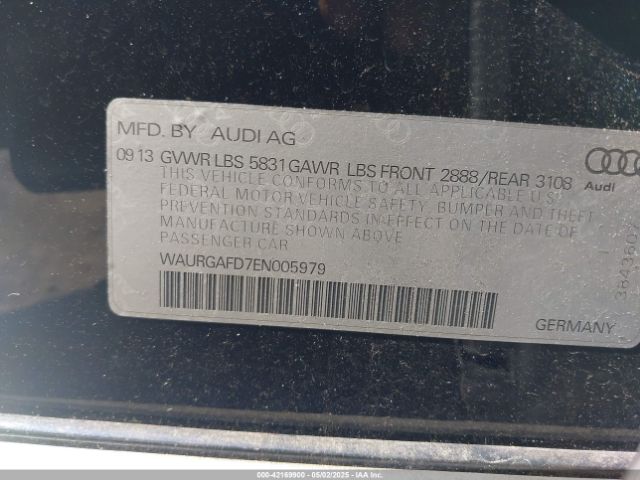 MFD. BY AUDI AG
09.13 GVWR LBS 5831 GAWR LBS FRONT 2888/REAR 3108
THIS VEHICLE CONFORMS TO ALL APPLICABLE U.S.
FEDERAL MOTOR VEHICLE SAFETY, BUMPER AND THEFT
PREVENTION STANDARDS IN EFFECT ON THE DATE OF
MANUFACTURE SHOWN ABOVE
PASSENGER CAR
WAURGAFD7EN005979
Audi
GERMANY
000-42169900 - 05/02/2025 - IAA, Inc.